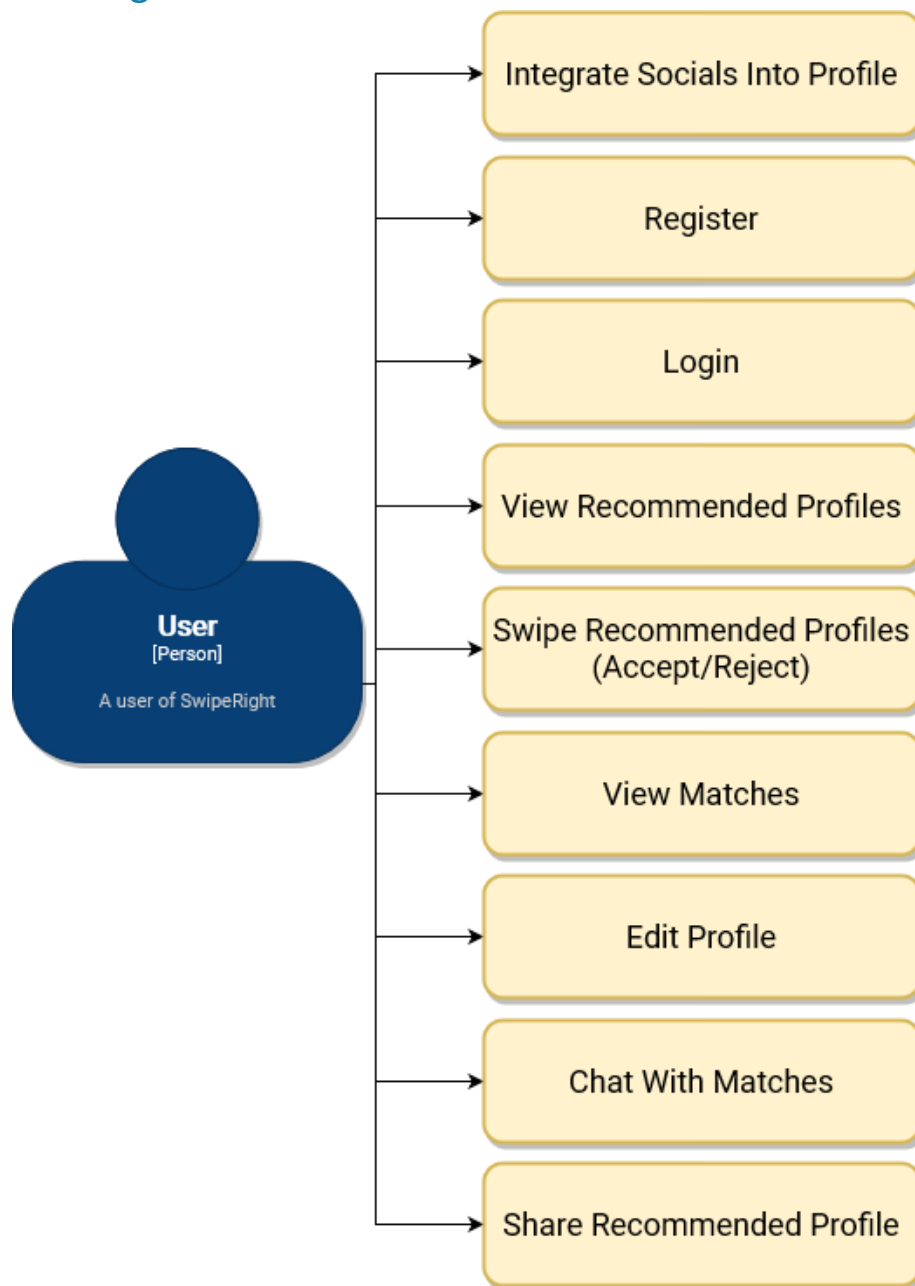 Integrate Socials Into Profile
Register
Login
View Recommended Profiles
User
[Person]
A user of SwipeRight
Swipe Recommended Profiles
(Accept/Reject)
View Matches
Edit Profile
Chat With Matches
Share Recommended Profile